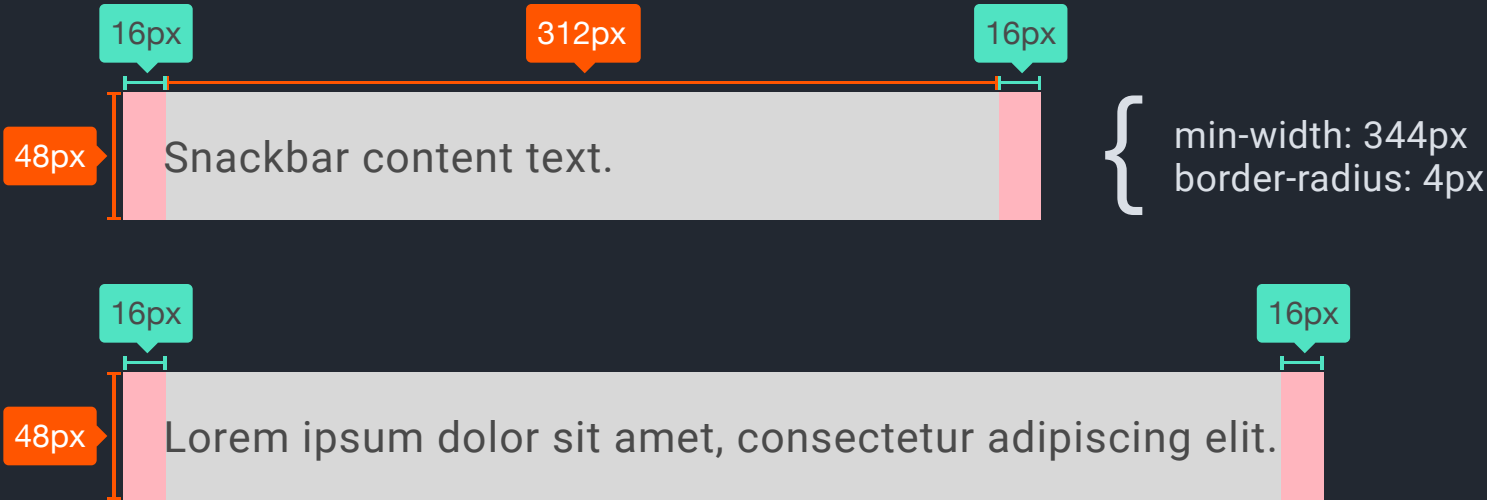 16px
312px
16px
48px
Snackbar content text.
{
min-width: 344px
border-radius: 4px
16px
16px
48px
Lorem ipsum dolor sit amet, consectetur adipiscing elit.